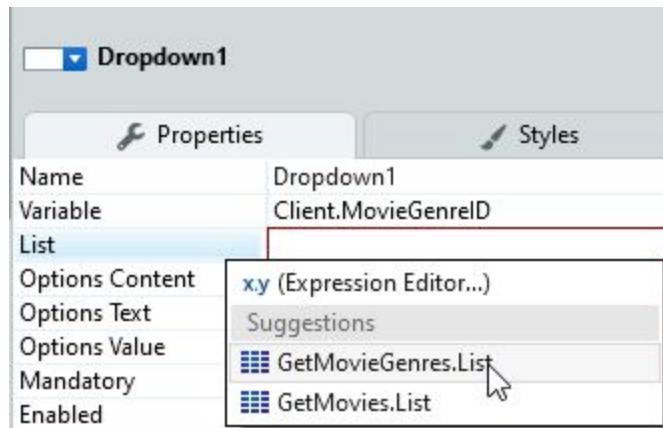 Dropdown1
Properties
Styles
Name Dropdown1
Variable Client.MovieGenreID
List
Options Content
Options Text
Options Value
Mandatory
Enabled
x.y (Expression Editor...)
Suggestions
GetMovieGenres.List
GetMovies.List